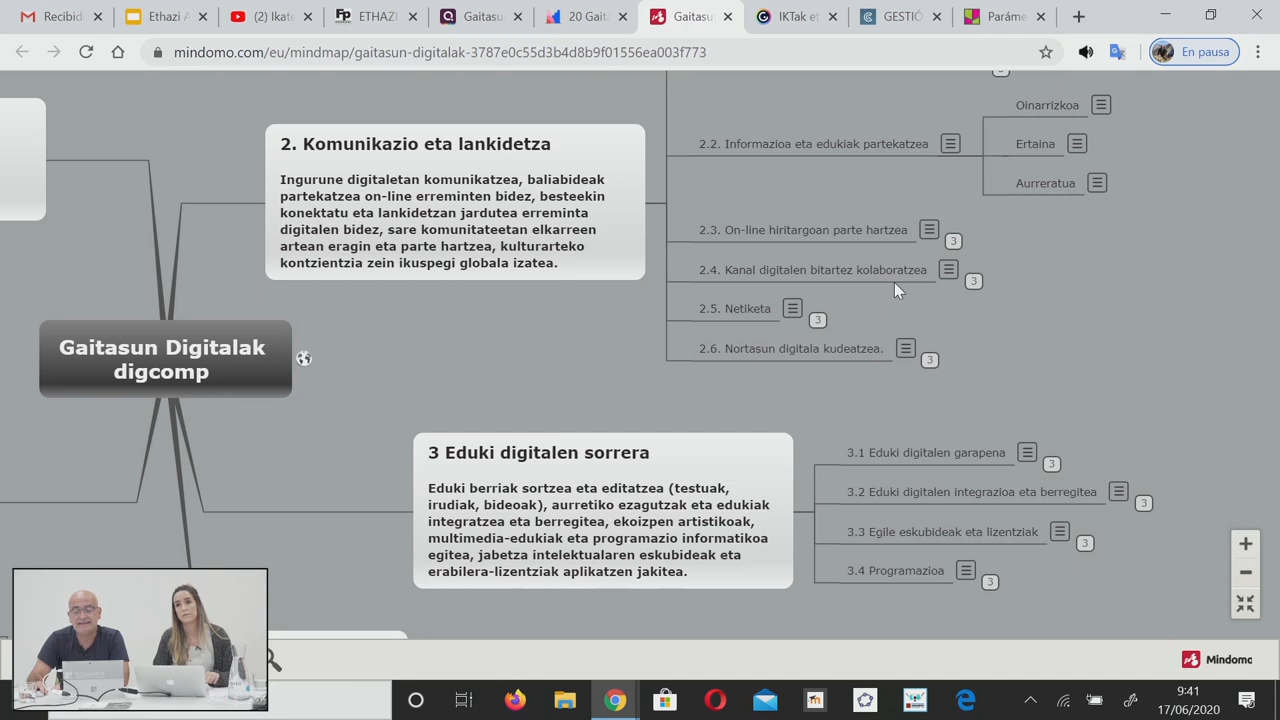 Recibid
Ethazi A
(2) Ikate
ETHAZI
Gaitasu
20 Gait
Gaitasu
IKTak et
GESTIÓ
Paráme
mindomo.com/eu/mindmap/gaitasun-digitalak-3787e0c55d3b4d8b9f01556ea003f773
En pausa
2. Komunikazio eta lankidetza
Ingurune digitaletan komunikatzea, baliabideak
partekatzea on-line erreminten bidez, besteekin
konektatu eta lankidetzan jardutea erreminta
digitalen bidez, sare komunitateetan elkarreen
artean eragin eta parte hartzea, kulturarteko
kontzientzia zein ikuspegi globala izatea.
2.2. Informazioa eta edukiak partekatzea
Oinarrizkoa
Ertaina
Aurreratua
2.3. On-line hiritargoan parte hartzea
3
2.4. Kanal digitalen bitartez kolaboratzea
3
2.5. Netiketa
3
2.6. Nortasun digitala kudeatzea.
3
Gaitasun Digitalak
digcomp
3 Eduki digitalen sorrera
Eduki berriak sortzea eta editatzea (testuak,
irudiak, bideoak), aurretiko ezagutzak eta edukiak
integratzea eta berregitea, ekoizpen artistikoak,
multimedia-edukiak eta programazio informatikoa
egitea, jabetza intelektualaren eskubideak eta
erabilera-lizentziak aplikatzen jakitea.
3.1 Eduki digitalen garapena
3
3.2 Eduki digitalen integrazioa eta berregitea
3
3.3 Egile eskubideak eta lizentziak
3
3.4 Programazioa
3
Mindomo
9:41
17/06/2020